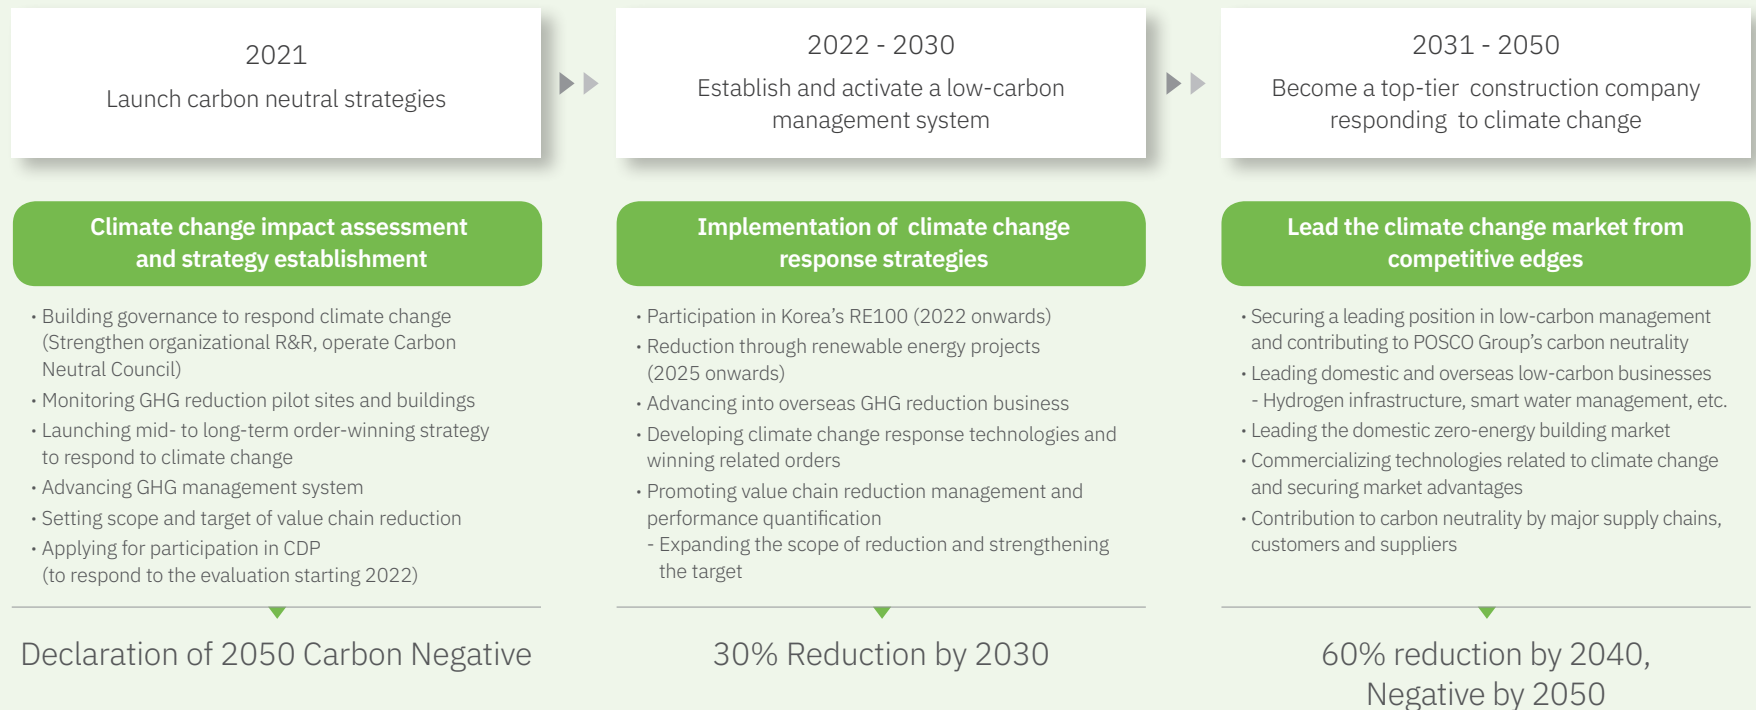 2021
Launch carbon neutral strategies
Climate change impact assessment
and strategy establishment
• Building governance to respond climate change
(Strengthen organizational R&R, operate Carbon
Neutral Council)
• Monitoring GHG reduction pilot sites and buildings
• Launching mid- to long-term order-winning strategy
to respond to climate change
• Advancing GHG management system
• Setting scope and target of value chain reduction
• Applying for participation in CDP
(to respond to the evaluation starting 2022)
Declaration of 2050 Carbon Negative
2022 - 2030
Establish and activate a low-carbon
management system
Implementation of climate change
response strategies
• Participation in Korea's RE100 (2022 onwards)
• Reduction through renewable energy projects
(2025 onwards)
• Advancing into overseas GHG reduction business
• Developing climate change response technologies and
winning related orders
• Promoting value chain reduction management and
performance quantification
- Expanding the scope of reduction and strengthening
the target
30% Reduction by 2030
2031 - 2050
Become a top-tier construction company
responding to climate change
Lead the climate change market from
competitive edges
• Securing a leading position in low-carbon management
and contributing to POSCO Group's carbon neutrality
• Leading domestic and overseas low-carbon businesses
- Hydrogen infrastructure, smart water management, etc.
• Leading the domestic zero-energy building market
• Commercializing technologies related to climate change
and securing market advantages
• Contribution to carbon neutrality by major supply chains,
customers and suppliers
60% reduction by 2040,
Negative by 2050